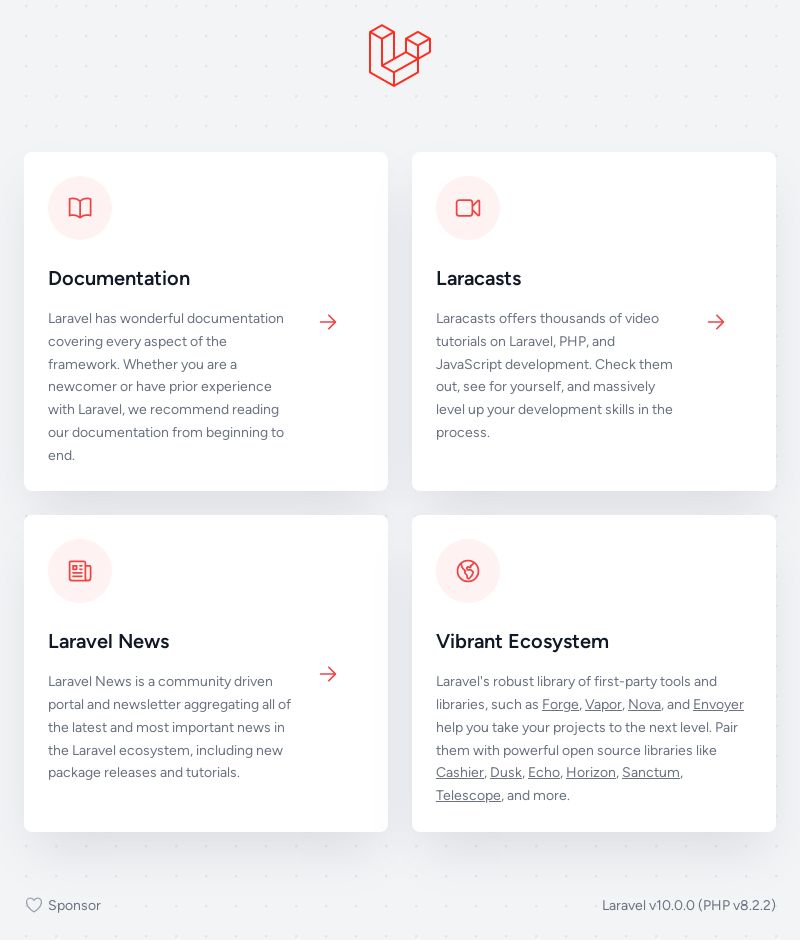 Documentation
Laravel has wonderful documentation
covering every aspect of the
framework. Whether you are a
newcomer or have prior experience
with Laravel, we recommend reading
our documentation from beginning to
end.
Laracasts
Laracasts offers thousands of video
tutorials on Laravel, PHP, and
JavaScript development. Check them
out, see for yourself, and massively
level up your development skills in the
process.
Laravel News
Laravel News is a community driven
portal and newsletter aggregating all of
the latest and most important news in
the Laravel ecosystem, including new
package releases and tutorials.
Vibrant Ecosystem
Laravel's robust library of first-party tools and
libraries, such as Forge, Vapor, Nova, and Envoyer
help you take your projects to the next level. Pair
them with powerful open source libraries like
Cashier, Dusk, Echo, Horizon, Sanctum,
Telescope, and more.
Sponsor
Laravel v10.0.0 (PHP v8.2.2)